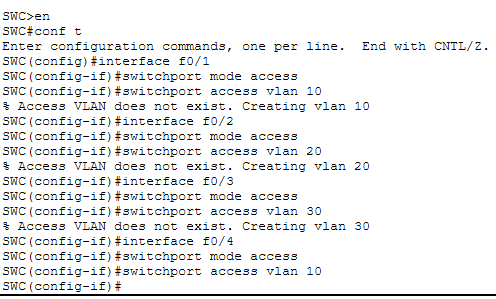 SWC>en
SWC#conf t
Enter configuration commands, one per line.  End with CNTL/Z.
SWC(config)#interface f0/1
SWC(config-if)#switchport mode access
SWC(config-if)#switchport access vlan 10
% Access VLAN does not exist. Creating vlan 10
SWC(config-if)#interface f0/2
SWC(config-if)#switchport mode access
SWC(config-if)#switchport access vlan 20
% Access VLAN does not exist. Creating vlan 20
SWC(config-if)#interface f0/3
SWC(config-if)#switchport mode access
SWC(config-if)#switchport access vlan 30
% Access VLAN does not exist. Creating vlan 30
SWC(config-if)#interface f0/4
SWC(config-if)#switchport mode access
SWC(config-if)#switchport access vlan 10
SWC(config-if)#